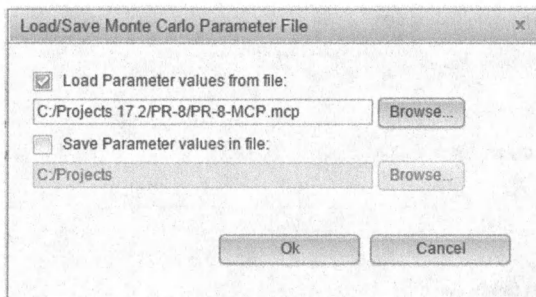 Load/Save Monte Carlo Parameter File x
Load Parameter values from file:
C:/Projects 17.2/PR-8/PR-8-MCP.mcp Browse...
Save Parameter values in file:
C:/Projects Browse...
Ok Cancel